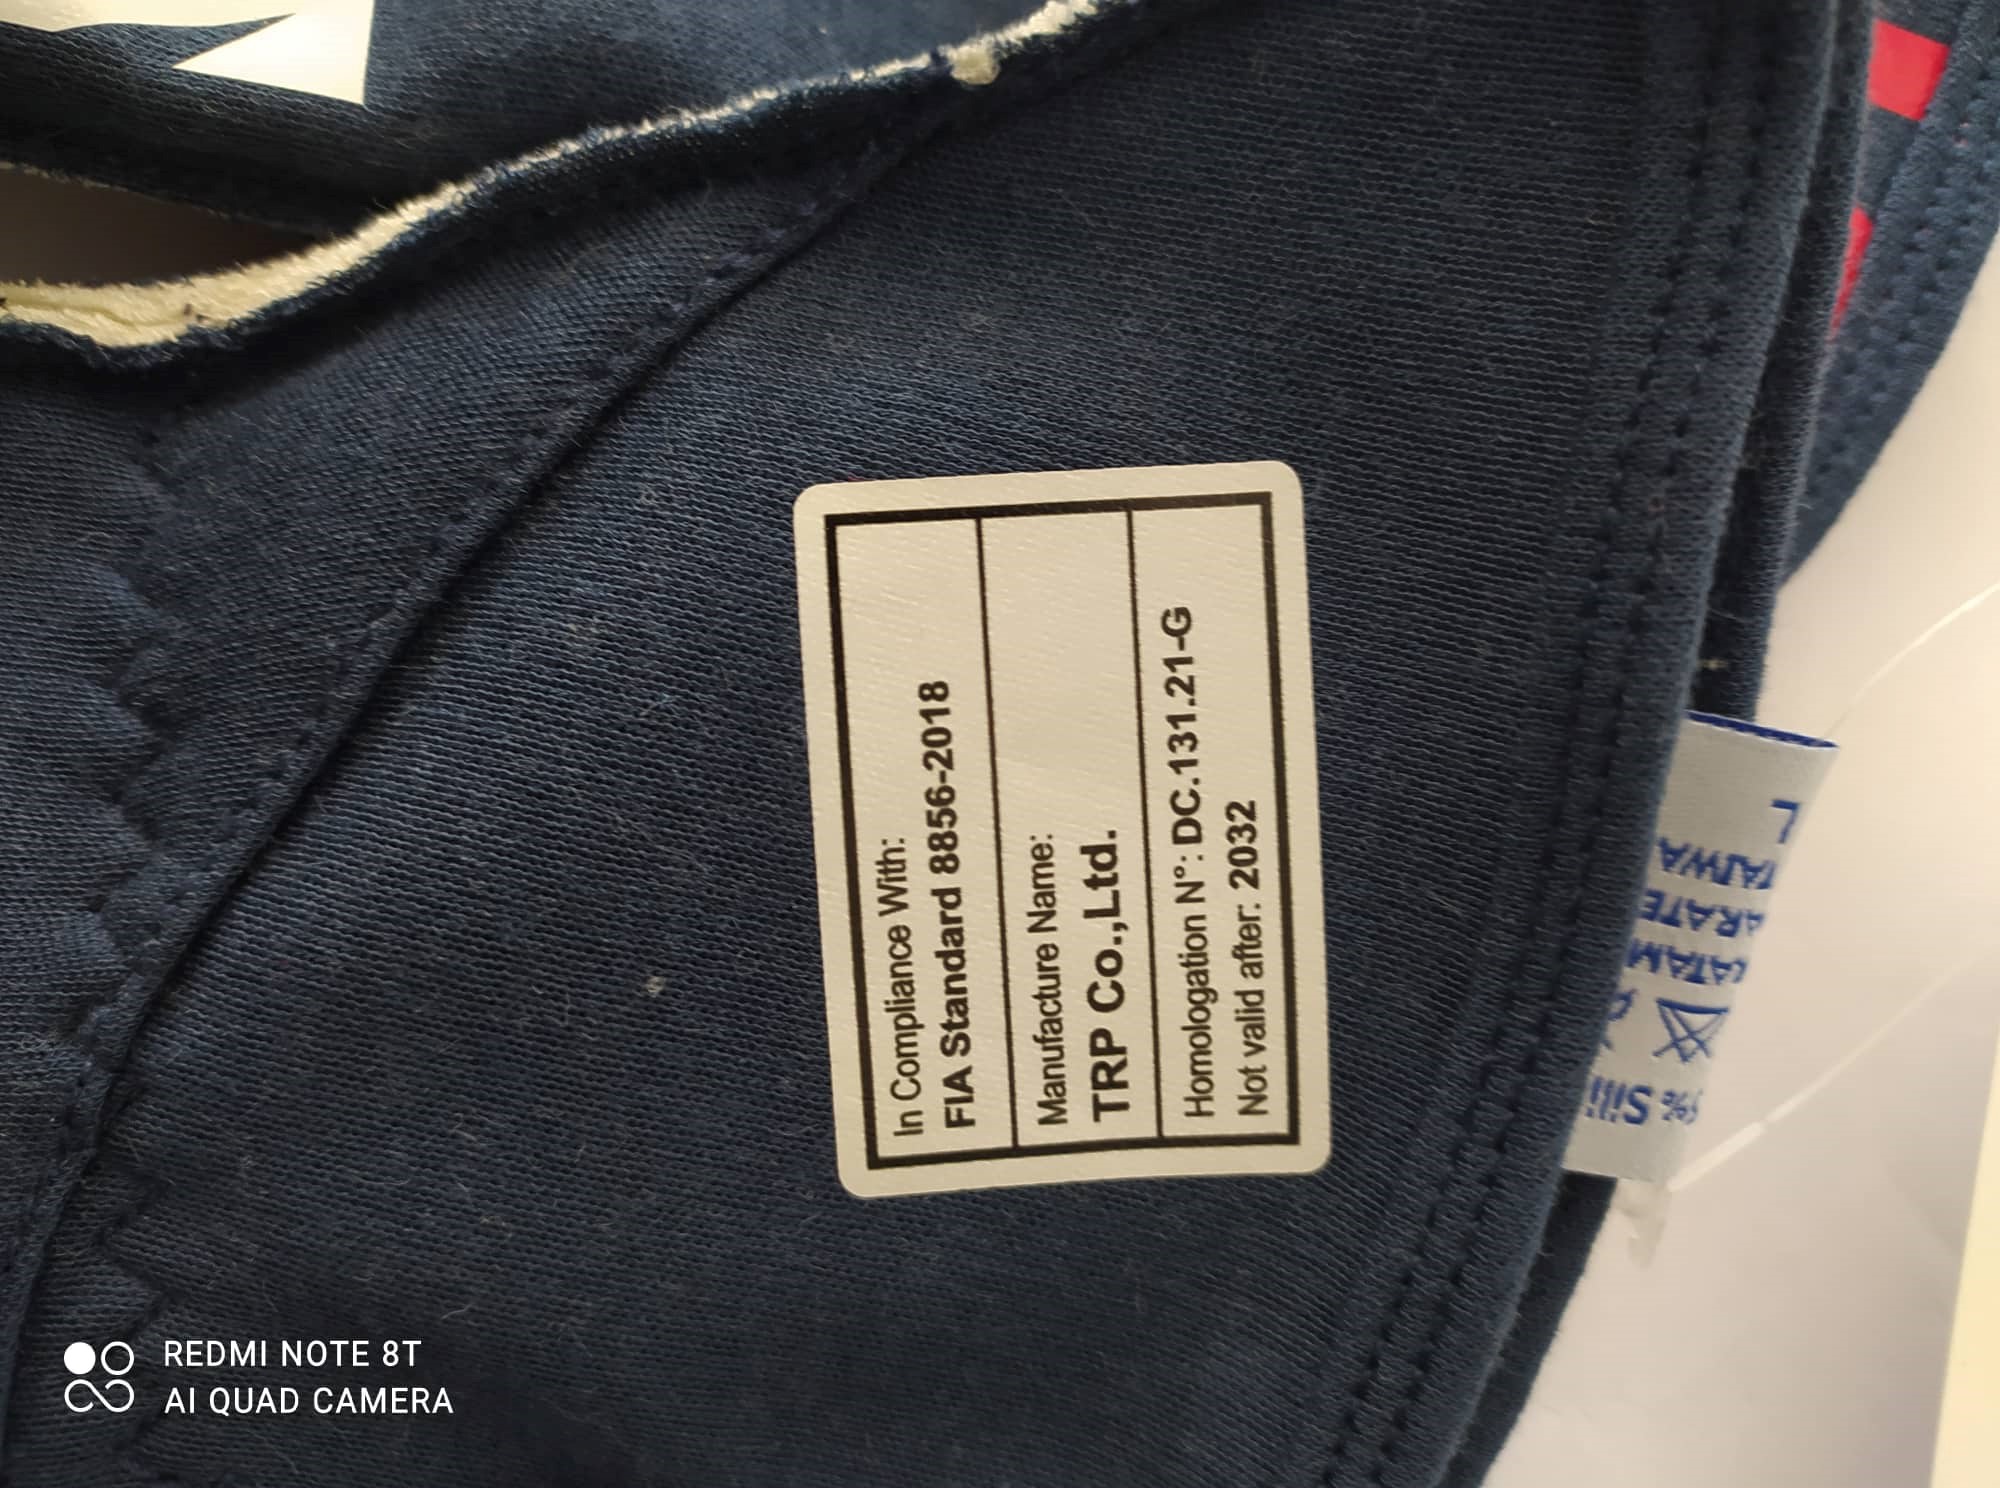 In Compliance With:
FIA Standard 8856-2018
Manufacture Name:
TRP Co.,Ltd.
Homologation N°: DC.131.21-G
Not valid after: 2032
L
REDMI NOTE 8T
AI QUAD CAMERA